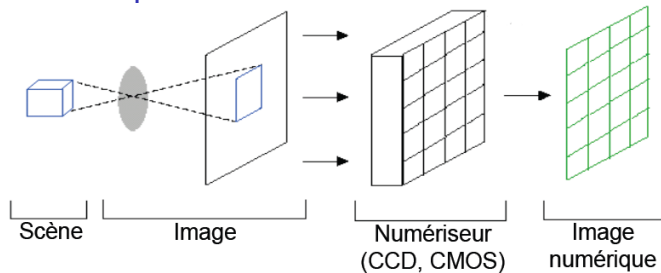 Scène
Image
Numériseur
(CCD, CMOS)
Image
numérique